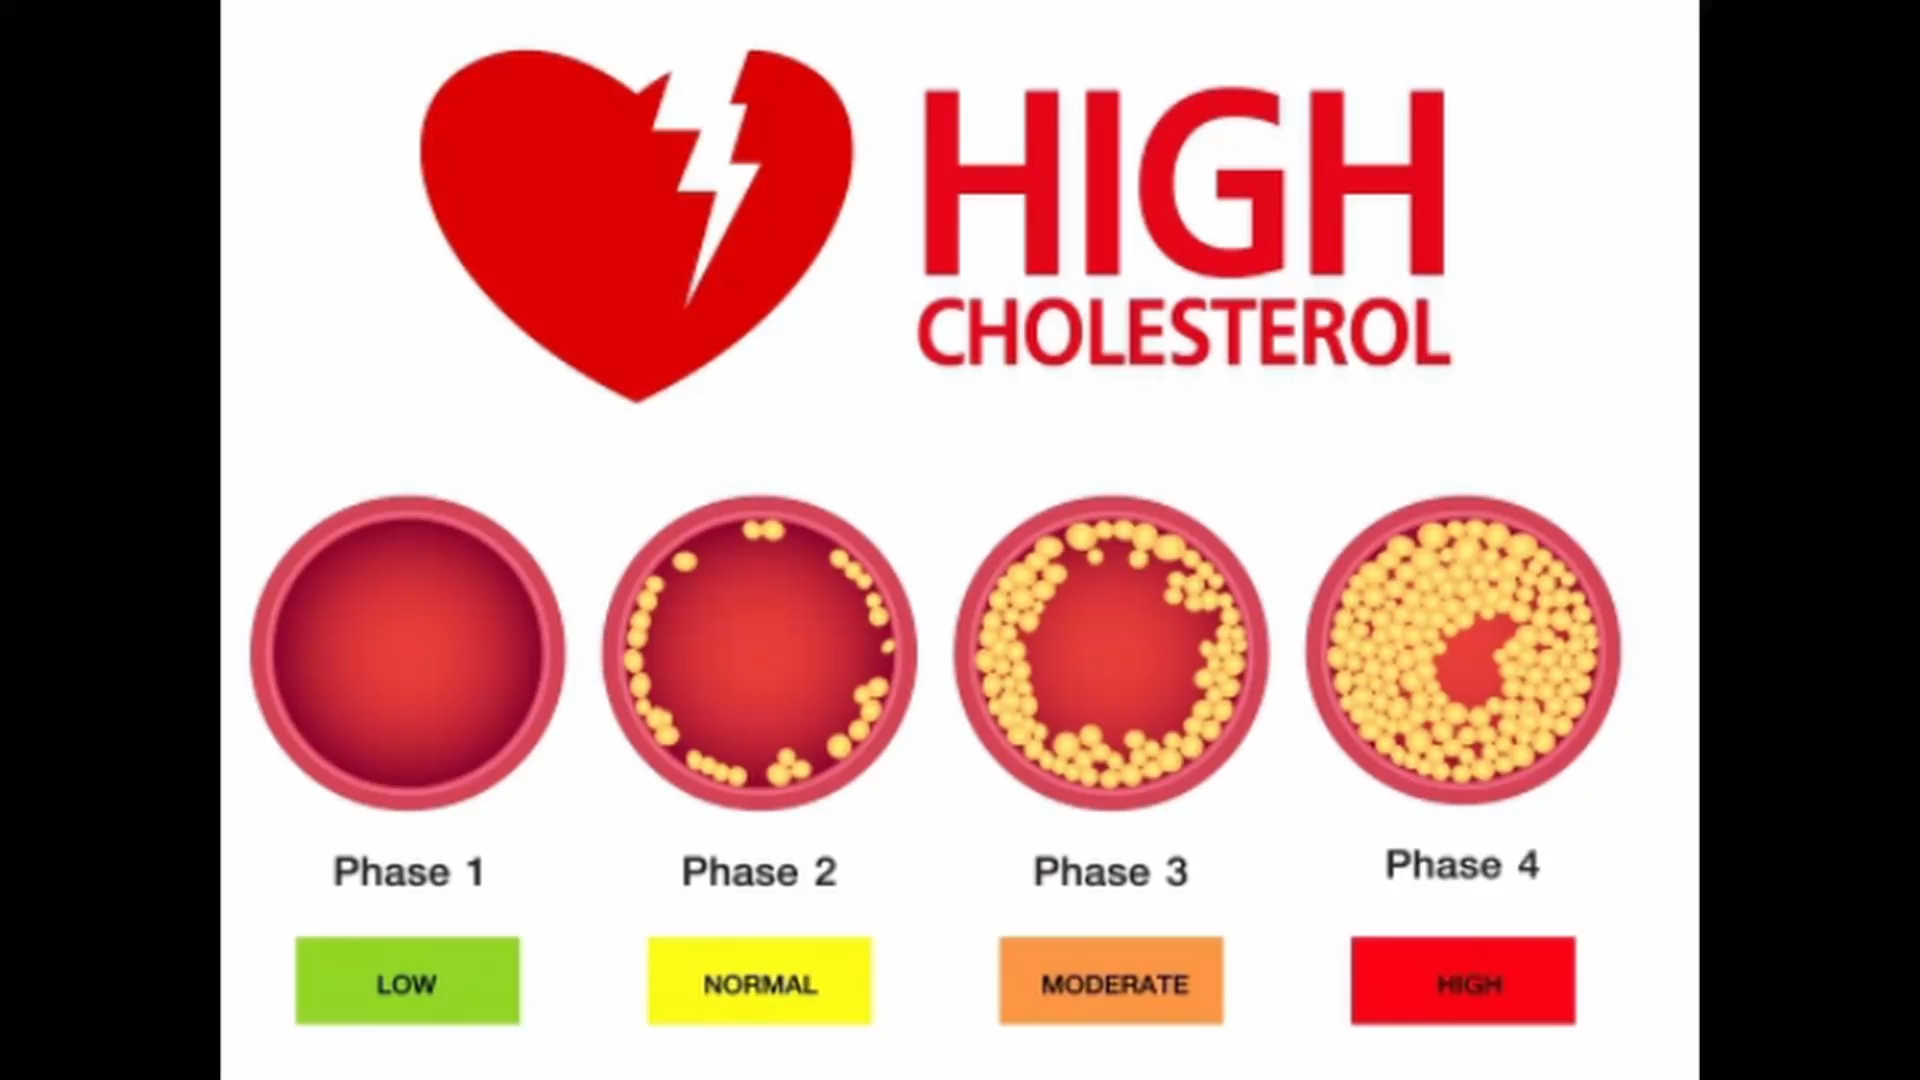 HIGH
CHOLESTEROL
Phase 1
Phase 2
Phase 3
Phase 4
LOW
NORMAL
MODERATE
HIGH